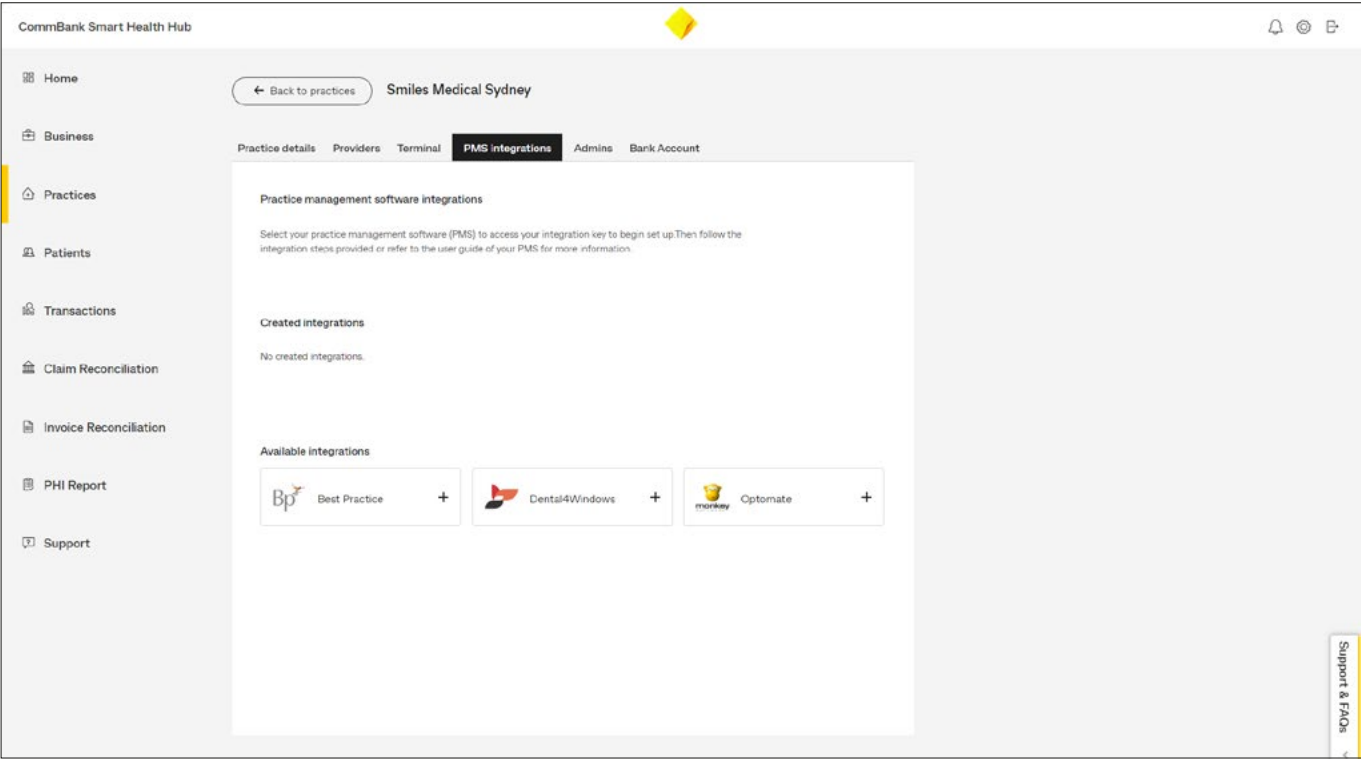 CommBank Smart Health Hub
Home
Business
Practices
Patients
Transactions
Claim Reconciliation
Invoice Reconciliation
PHI Report
Support
← Back to practices
Smiles Medical Sydney
Practice details Providers Terminal PMS integrations Admins Bank Account
Practice management software integrations
Select your practice management software (PMS) to access your integration key to begin set up.Then follow the
integration steps provided or refer to the user guide of your PMS for more information.
Created integrations
No created integrations.
Available integrations
Bp Best Practice +
Dental4Windows +
monkey Optomate +
Support & FAQs